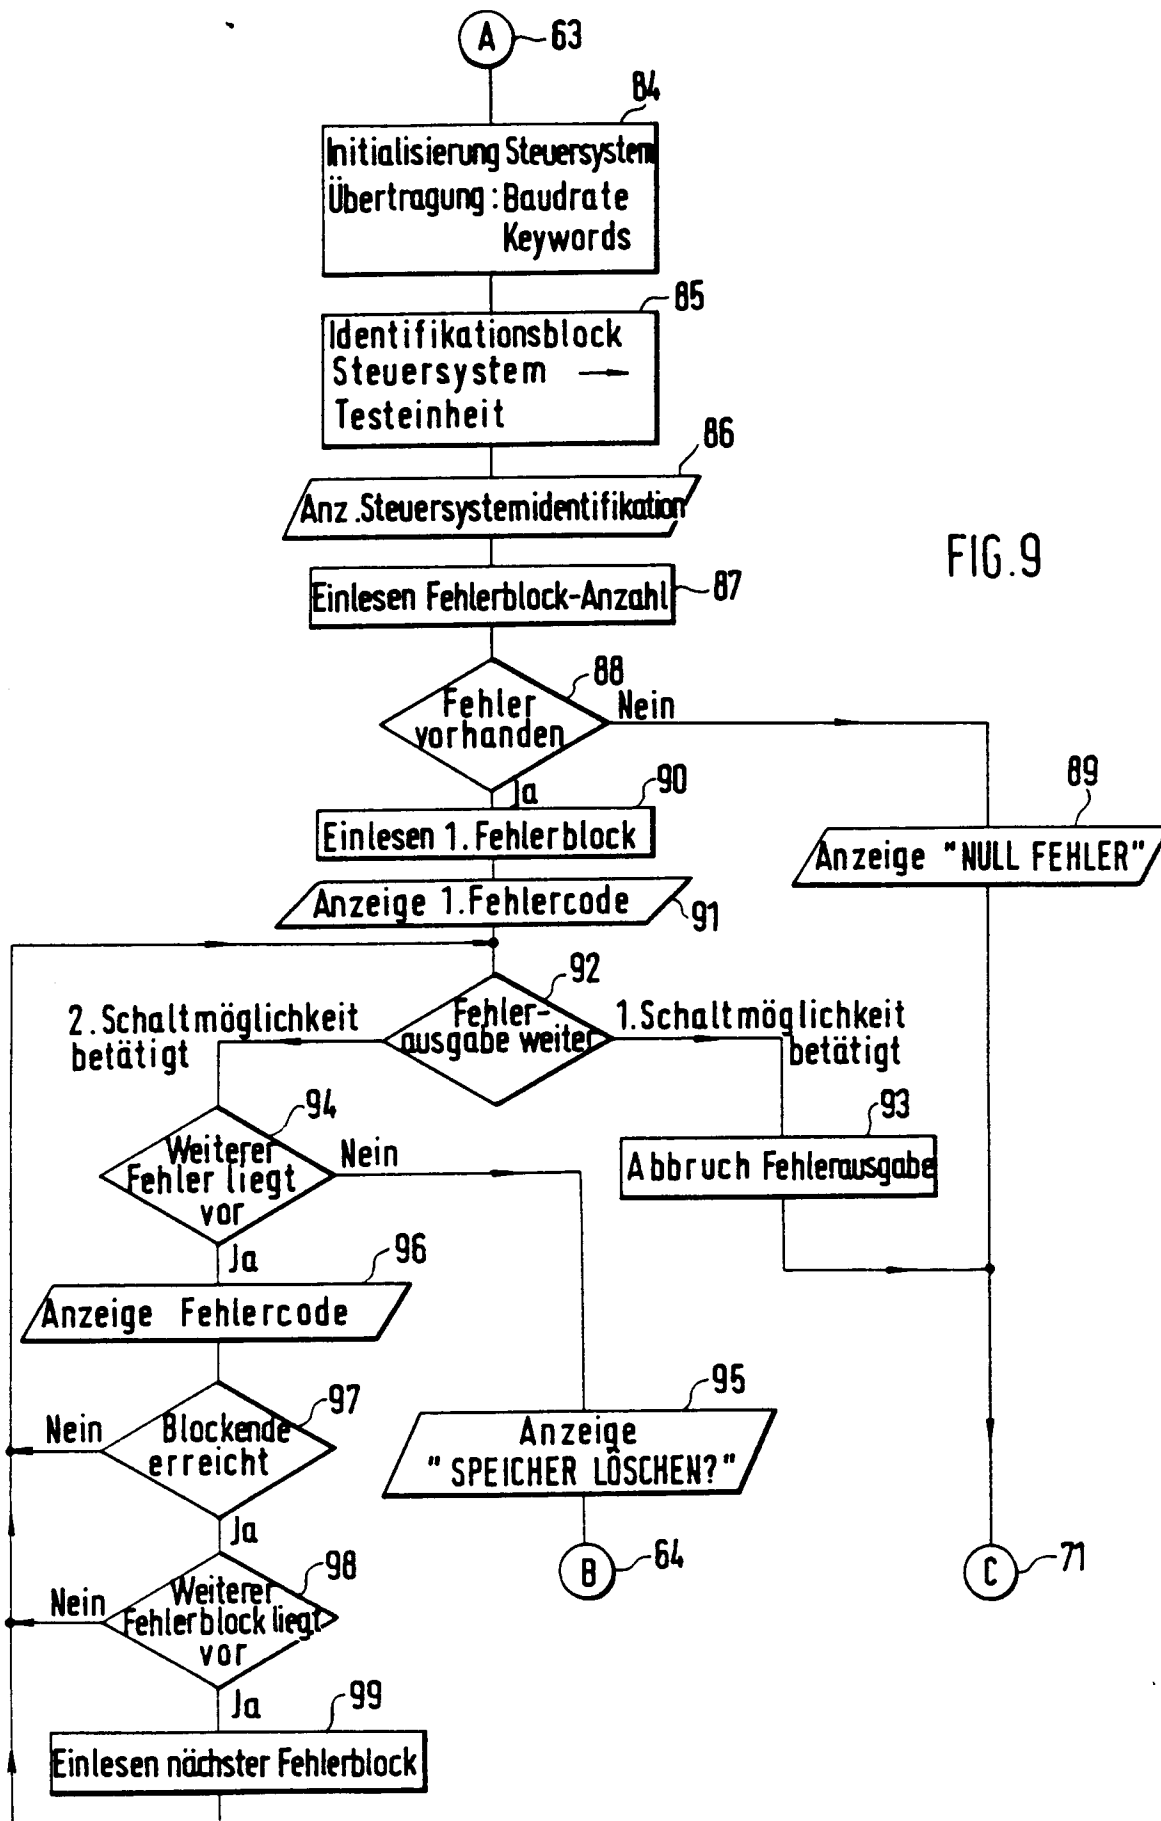 A 63
84
Initialisierung Steuersystem
Übertragung: Baudrate
Keywords
85
Identifikationsblock
Steuersystem →
Testeinheit
86
Anz. Steuersystemidentifikation
FIG. 9
Einlesen Fehlerblock-Anzahl 87
88
Fehler
vorhanden
Nein
Ja
90
Einlesen 1. Fehlerblock
89
Anzeige "NULL FEHLER"
Anzeige 1. Fehlercode
91
92
Fehler-
ausgabe weiter
2. Schaltmöglichkeit
betätigt
1. Schaltmöglichkeit
betätigt
93
Abbruch Fehlerausgabe
94
Weiterer
Fehler liegt
vor
Nein
Ja
96
Anzeige Fehlercode
97
Blockende
erreicht
Nein
Ja
95
Anzeige
"SPEICHER LÖSCHEN?"
B 64
C 71
98
Weiterer
Fehlerblock liegt
vor
Nein
Ja
99
Einlesen nächster Fehlerblock